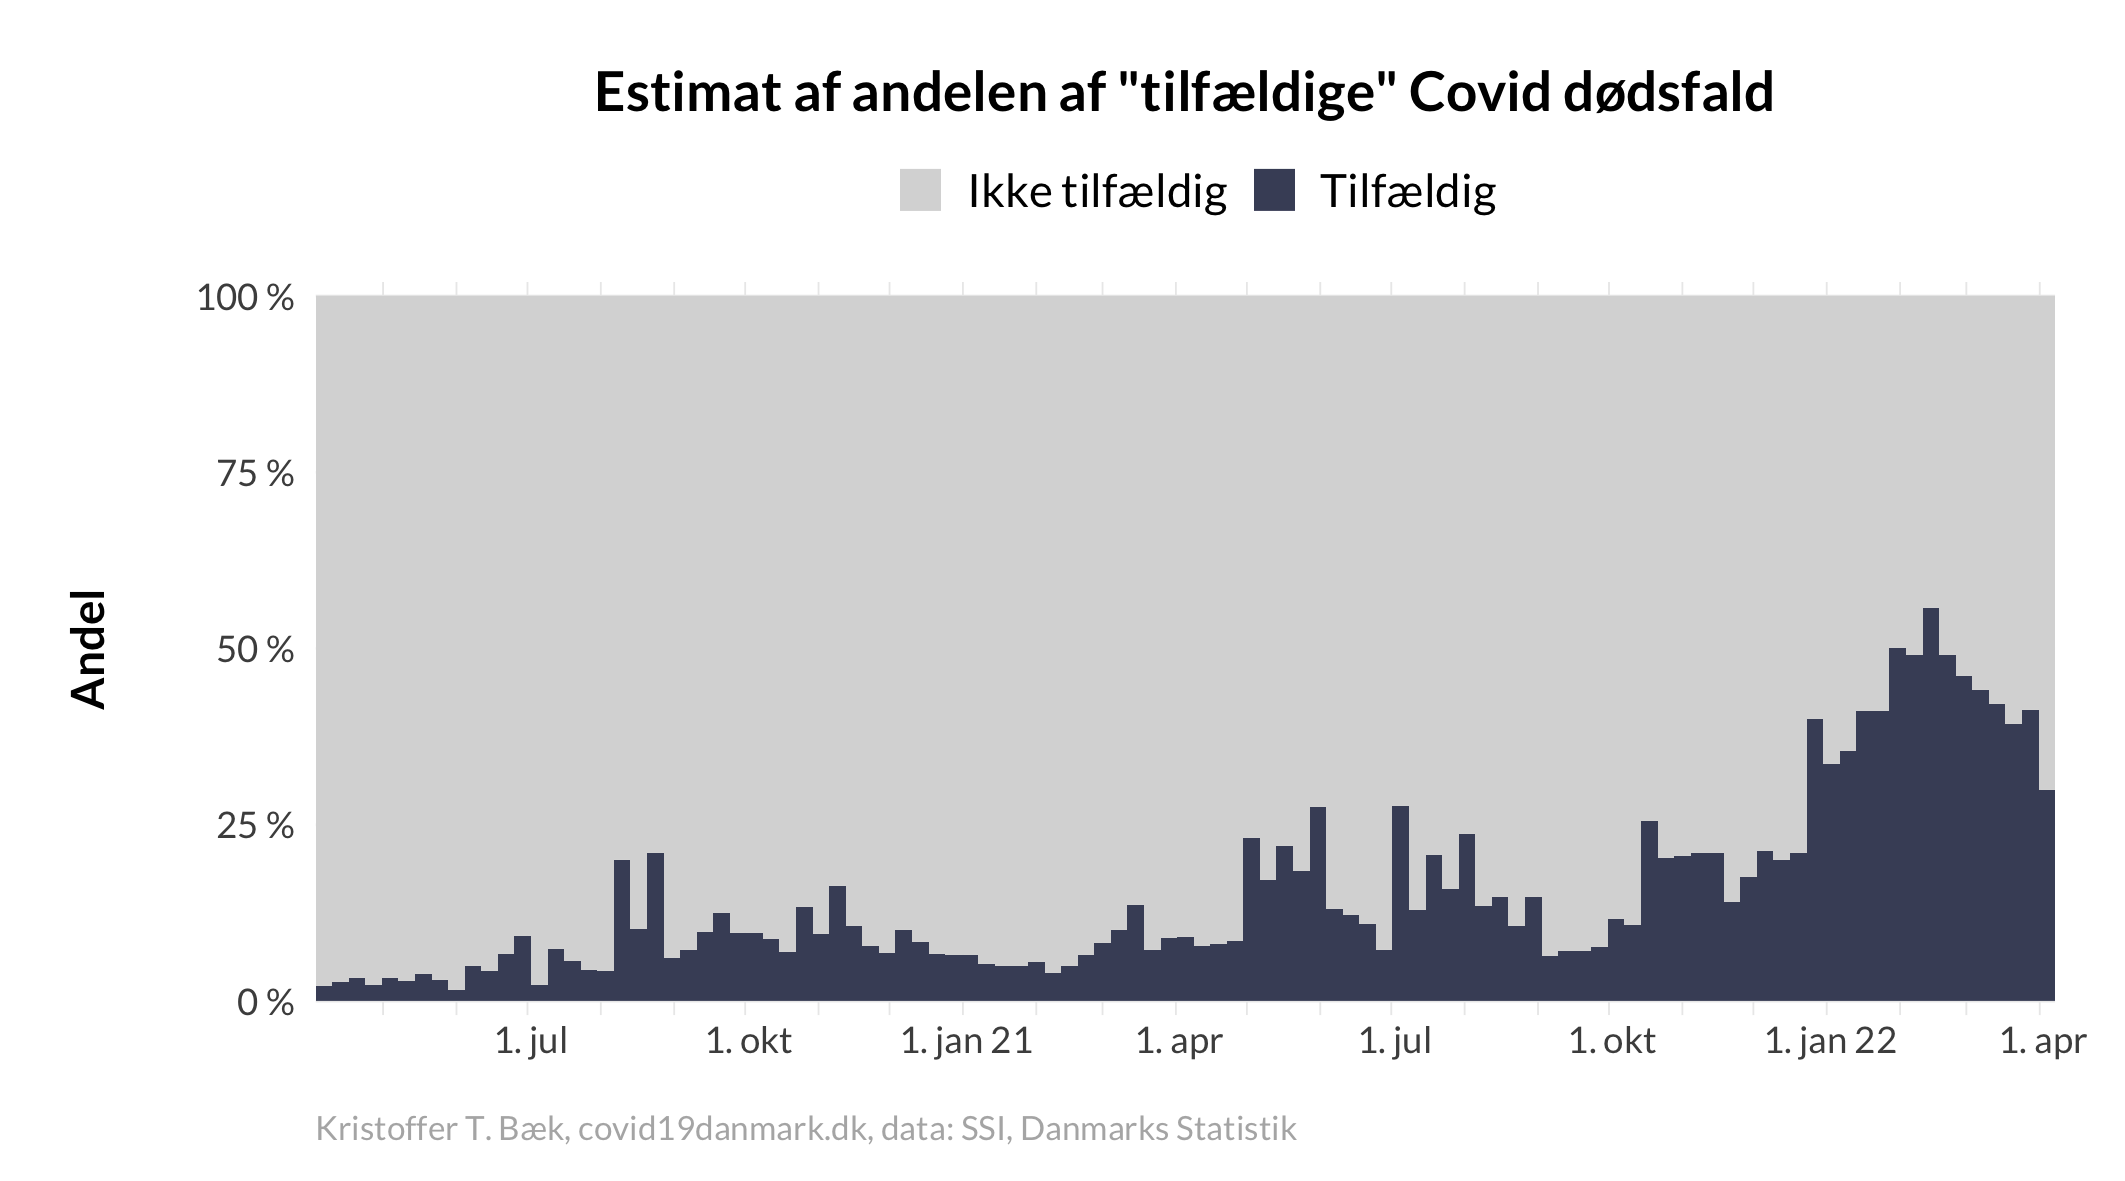 Estimat af andelen af "tilfældige" Covid dødsfald
Ikke tilfældig Tilfældig
100 %
75 %
50 %
25 %
0 %
Andel
1. jul 1. okt 1. jan 21 1. apr 1. jul 1. okt 1. jan 22 1. apr
Kristoffer T. Bæk, covid19danmark.dk, data: SSI, Danmarks Statistik